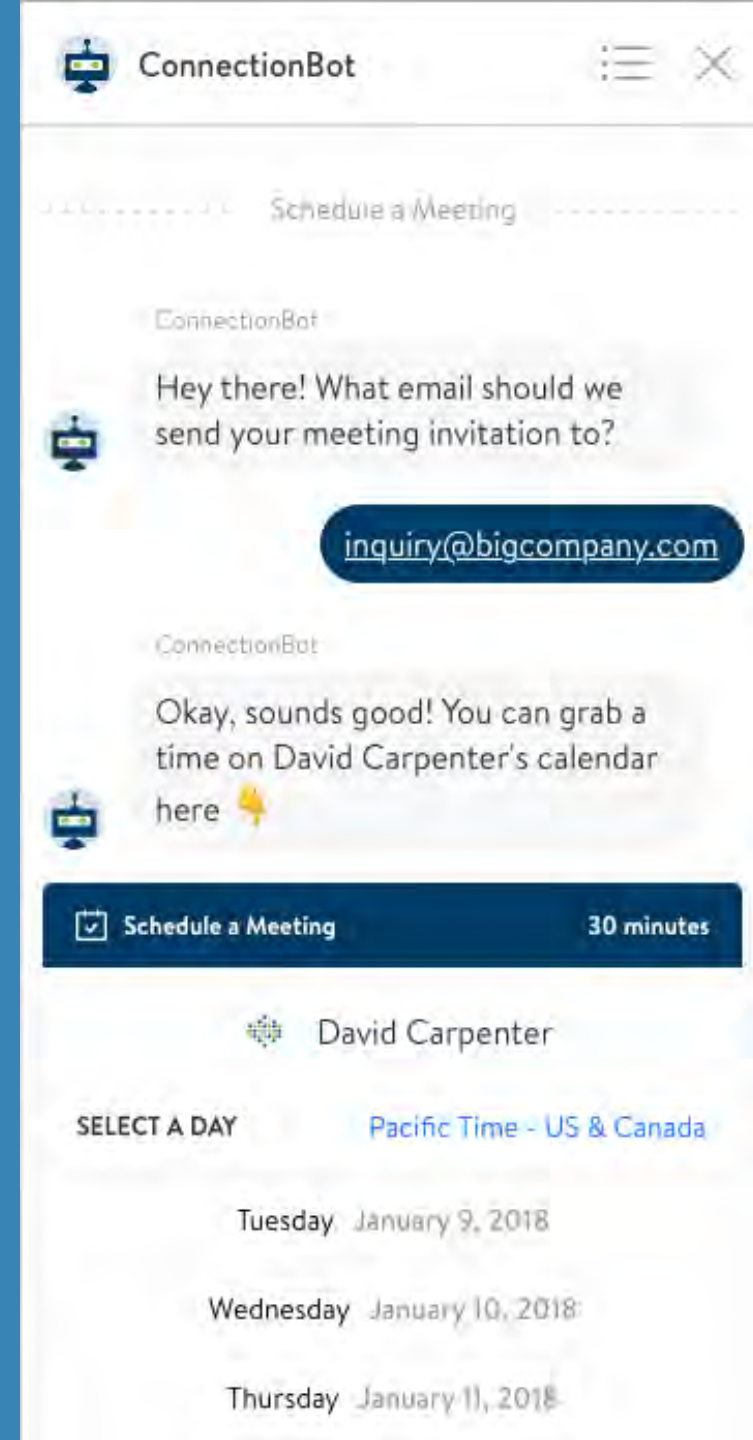 ConnectionBot
Schedule a Meeting
ConnectionBot
Hey there! What email should we
send your meeting invitation to?
inquiry@bigcompany.com
ConnectionBot
Okay, sounds good! You can grab a
time on David Carpenter's calendar
here 👇
Schedule a Meeting 30 minutes
David Carpenter
SELECT A DAY Pacific Time - US & Canada
Tuesday January 9, 2018
Wednesday January 10, 2018
Thursday January 11, 2018